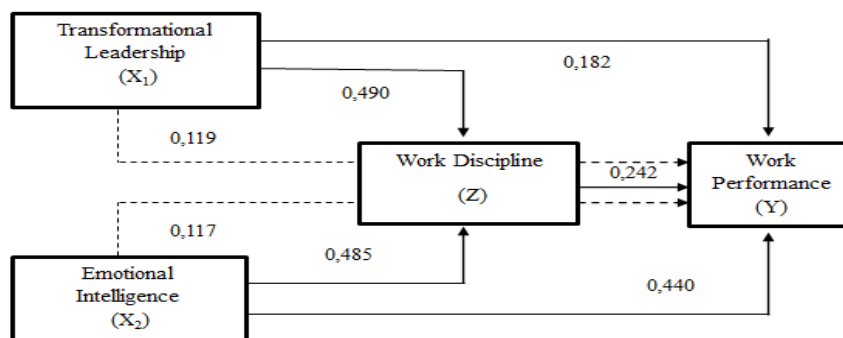 Transformational
Leadership
(X₁)
0,182
0,490
0,119
Work Discipline
(Z)
0,242
Work
Performance
(Y)
0,117
0,485
0,440
Emotional
Intelligence
(X₂)